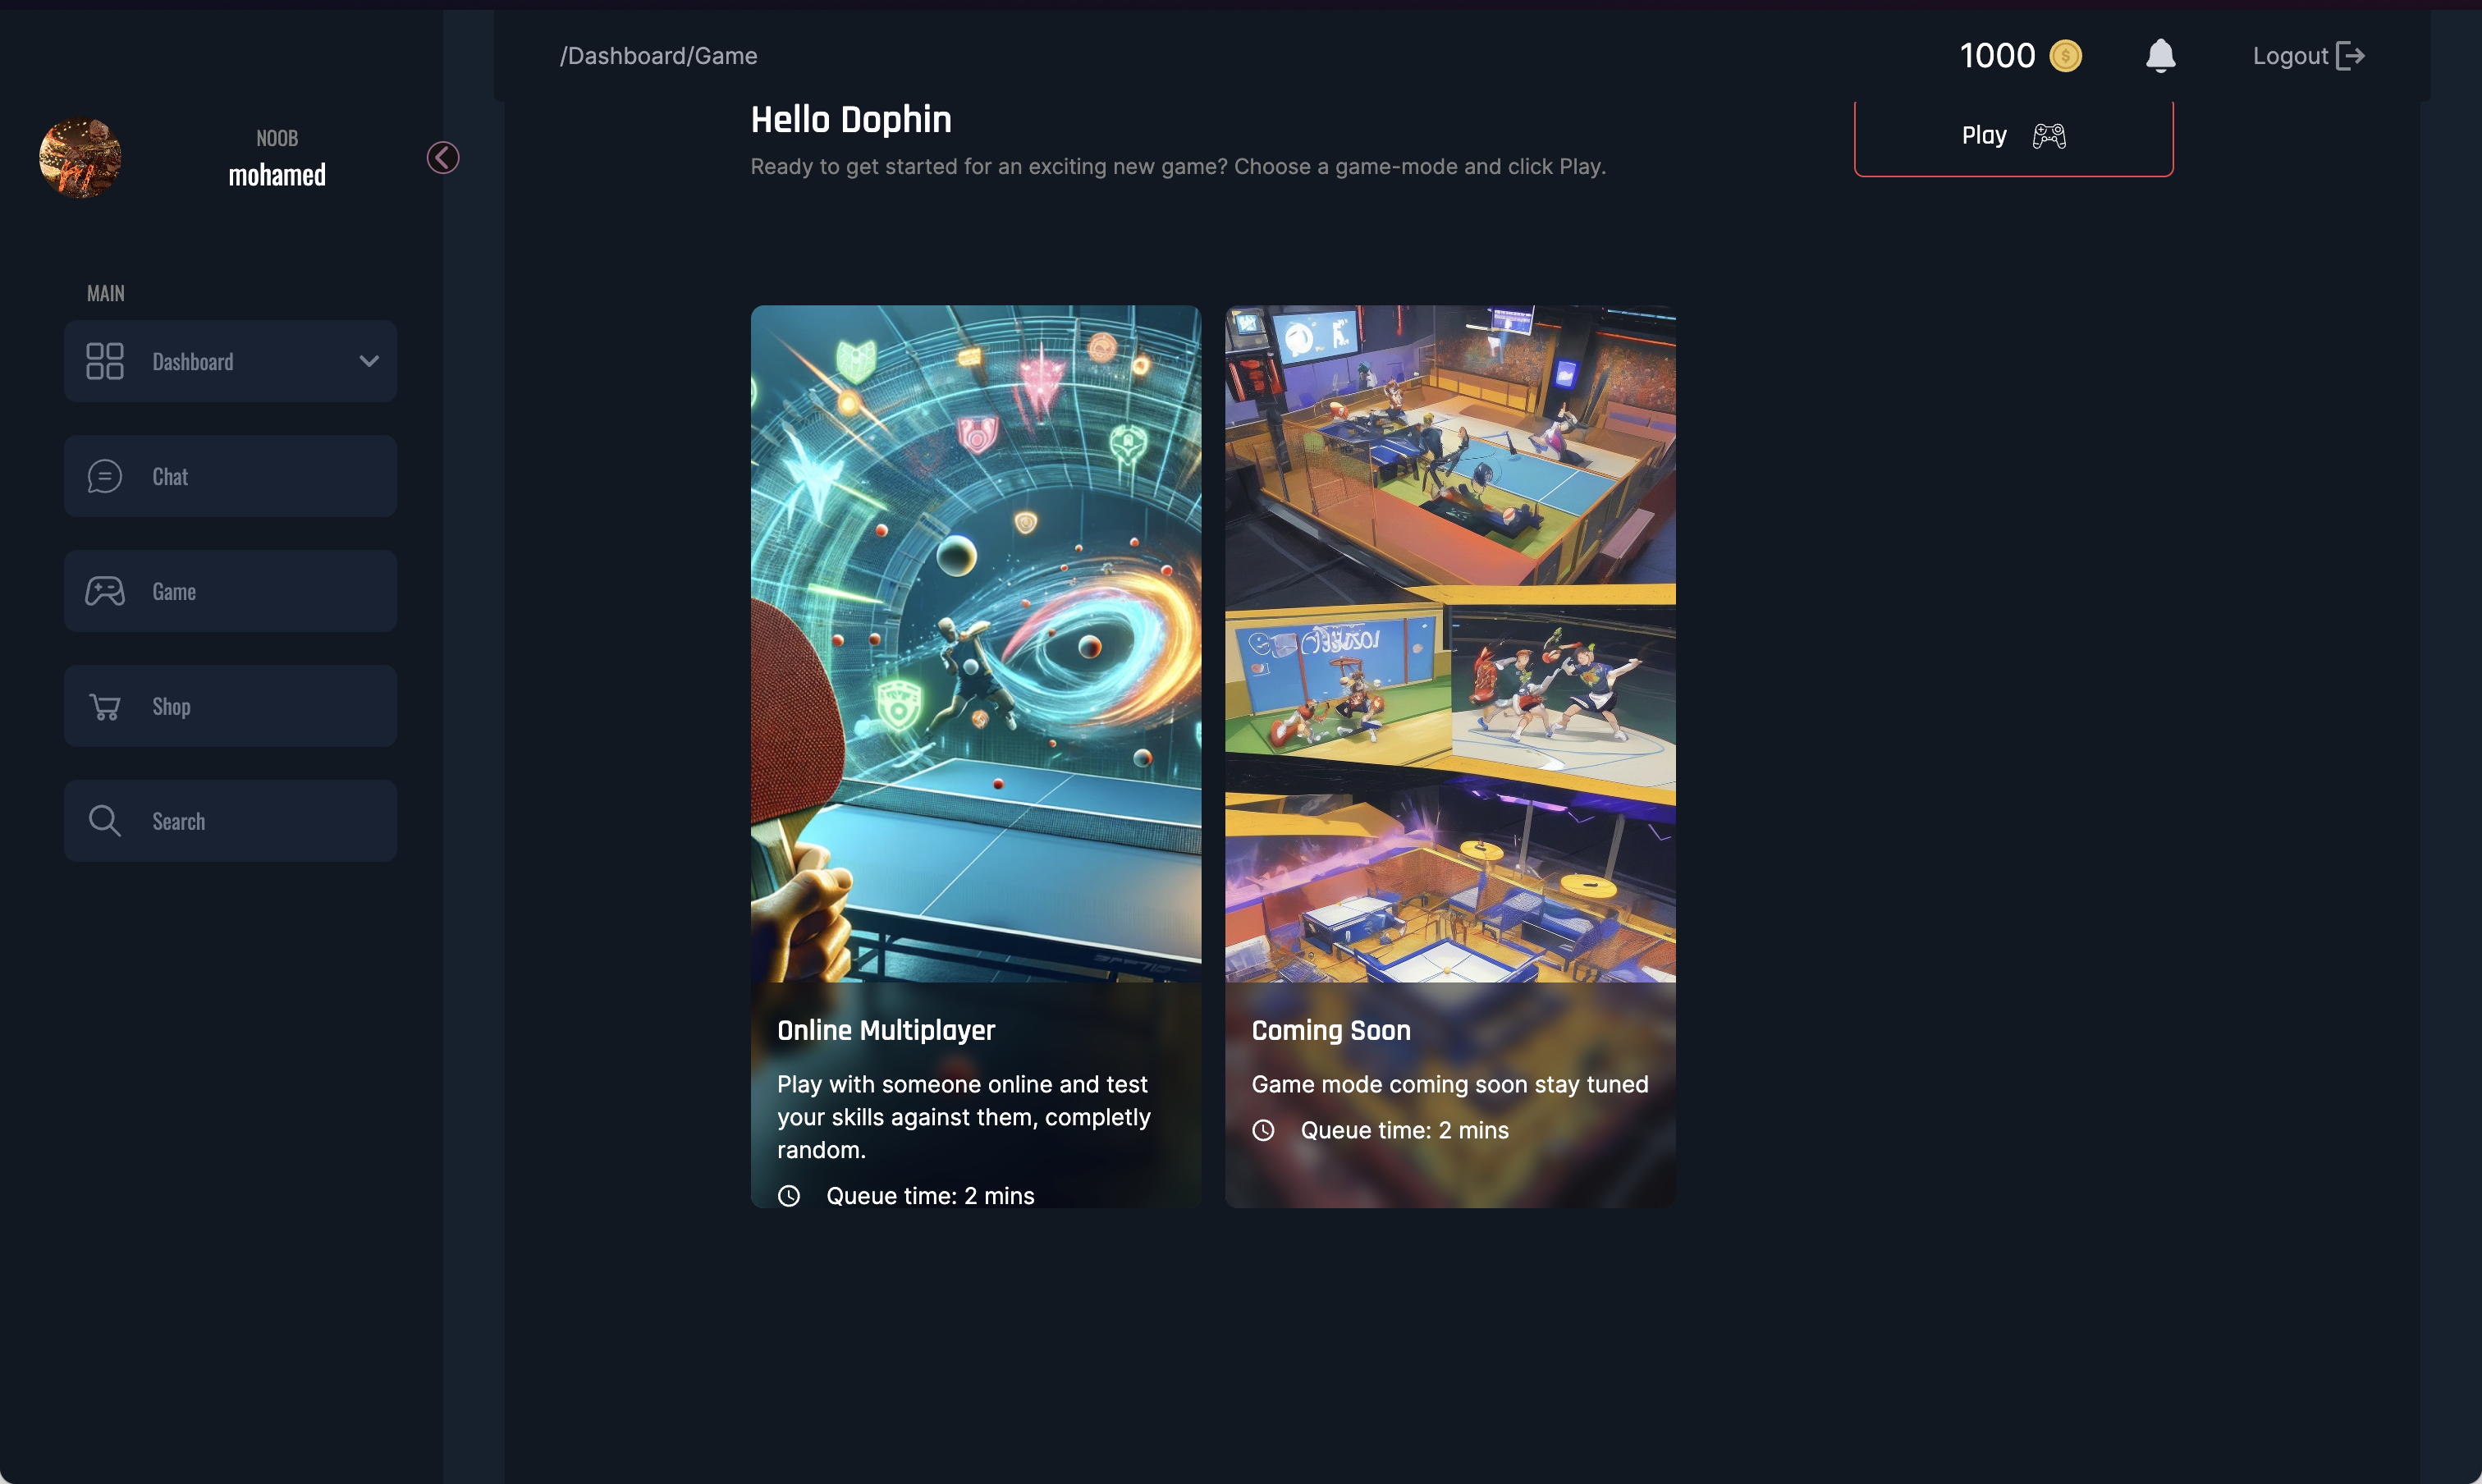 /Dashboard/Game
1000
Logout
NOOB
mohamed
Hello Dophin
Ready to get started for an exciting new game? Choose a game-mode and click Play.
Play
MAIN
Dashboard
Chat
Game
Shop
Search
Online Multiplayer
Play with someone online and test
your skills against them, completly
random.
Queue time: 2 mins
Coming Soon
Game mode coming soon stay tuned
Queue time: 2 mins